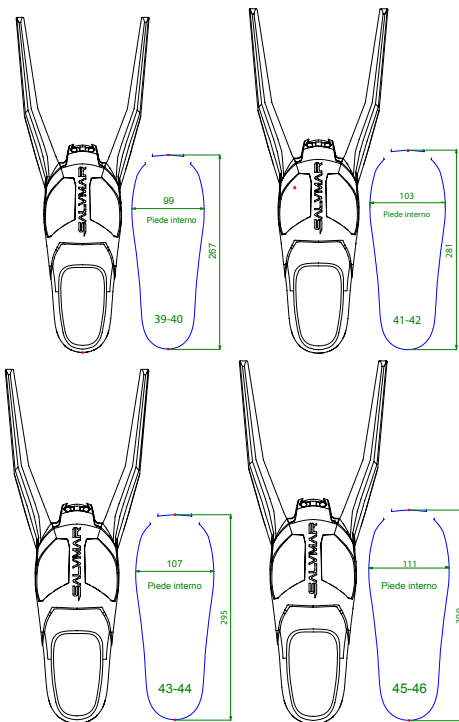 SALVIMAR
99
Piede interno
267
39-40
SALVIMAR
103
Piede interno
281
41-42
SALVIMAR
107
Piede interno
295
43-44
SALVIMAR
111
Piede interno
45-46